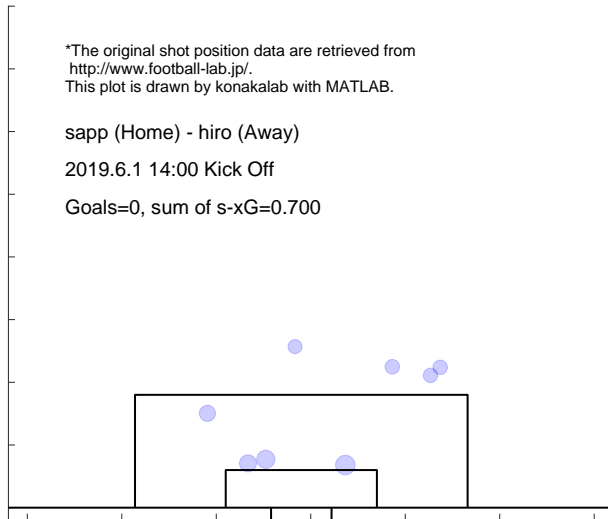 *The original shot position data are retrieved from
http://www.football-lab.jp/.
This plot is drawn by konakalab with MATLAB.
sapp (Home) - hiro (Away)
2019.6.1 14:00 Kick Off
Goals=0, sum of s-xG=0.700